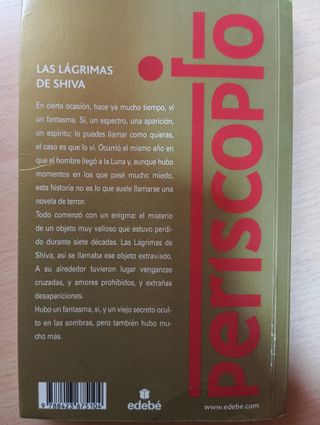 LAS LÁGRIMAS
DE SHIVA
En cierta ocasión, hace ya mucho tiempo, vi
un fantasma. Sí, un espectro, una aparición,
un espíritu; lo puedes llamar como quieras,
el caso es que lo vi. Ocurrió el mismo año en
que el hombre llegó a la Luna y, aunque hubo
momentos en los que pasé mucho miedo,
esta historia no es lo que suele llamarse una
novela de terror.
Todo comenzó con un enigma: el misterio
de un objeto muy valioso que estuvo perdi-
do durante siete décadas. Las Lágrimas de
Shiva, así se llamaba ese objeto extraviado.
A su alrededor tuvieron lugar venganzas
cruzadas, y amores prohibidos, y extrañas
desapariciones.
Hubo un fantasma, sí, y un viejo secreto ocul-
to en las sombras, pero también hubo mu-
cho más.
periscopio
9 788423 675104
edebé
www.edebe.com